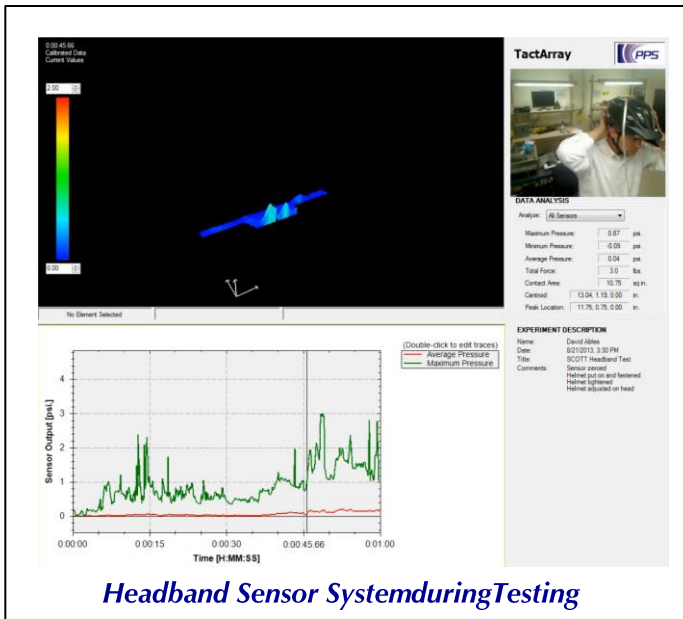 0:00:45.66
Calibrated Data
Current Values
2.00
0.00
No Element Selected
TactArray
PPS
DATA ANALYSIS
Analyze: All Sensors
Maximum Pressure: 0.87 psi.
Minimum Pressure: -0.09 psi.
Average Pressure: 0.04 psi.
Total Force: 3.0 lbs.
Contact Area: 10.75 sq in.
Centroid: 13.04, 1.19, 0.00 in.
Peak Location: 11.75, 0.75, 0.00 in.
EXPERIMENT DESCRIPTION
Name: David Ables
Date: 8/21/2013, 3:30 PM
Title: SCOTT Headband Test
Comments: Sensor zeroed
Helmet put on and fastened
Helmet tightened
Helmet adjusted on head
(Double-click to edit traces)
Average Pressure
Maximum Pressure
Sensor Output [psi.]
4
3
2
1
0
0:00:00 0:00:15 0:00:30 0:00:45.66 0:01:00
Time [H:MM:SS]
Headband Sensor SystemduringTesting